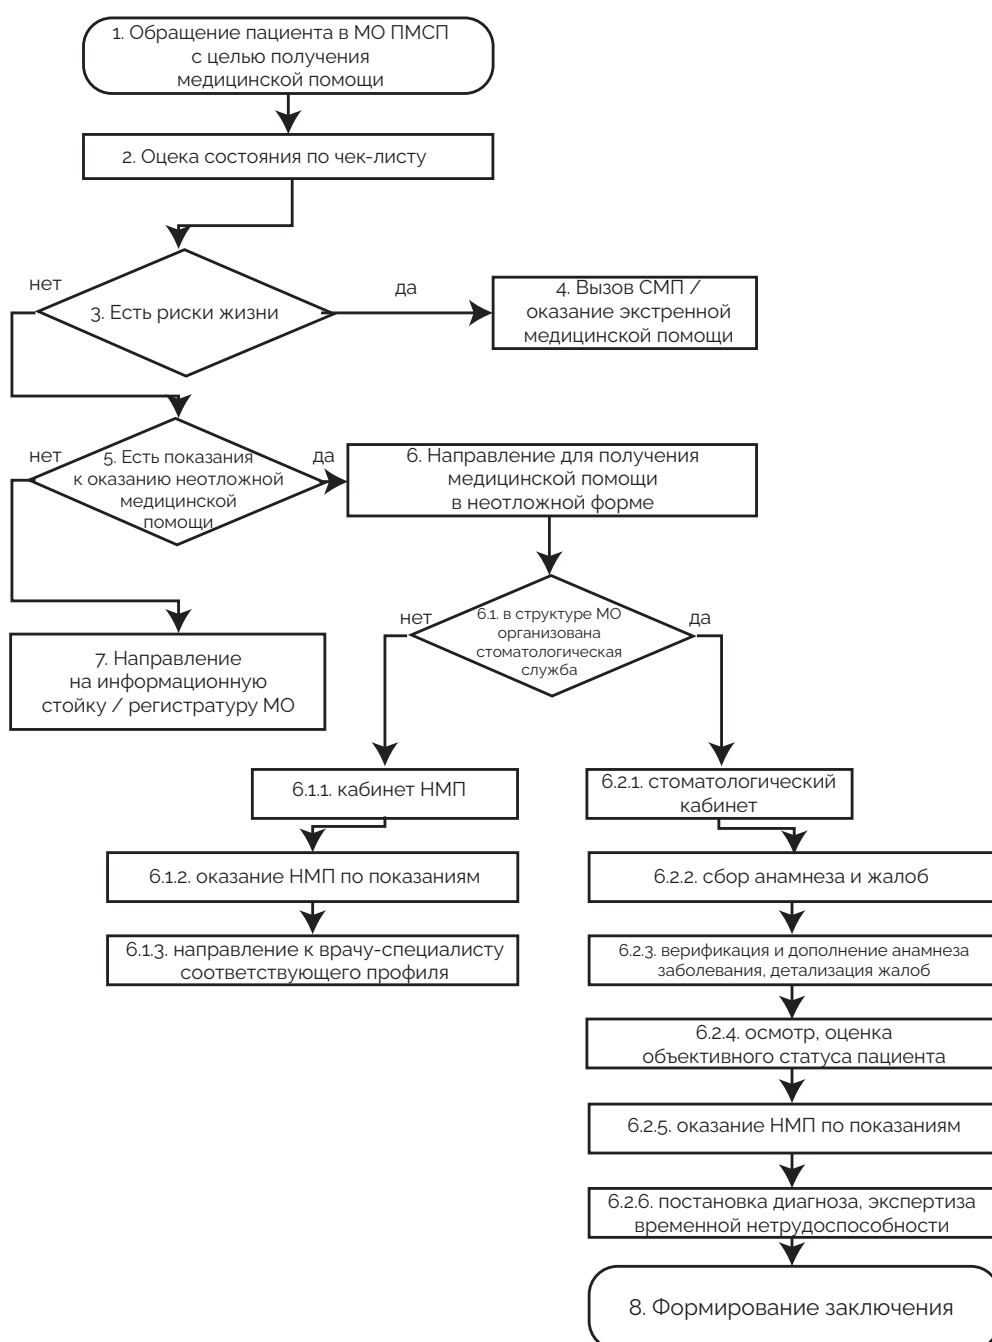 1. Обращение пациента в МО ПМСП
с целью получения
медицинской помощи
2. Оцека состояния по чек-листу
нет
3. Есть риски жизни
да
4. Вызов СМП /
оказание экстренной
медицинской помощи
нет
5. Есть показания
к оказанию неотложной
медицинской
помощи
да
6. Направление для получения
медицинской помощи
в неотложной форме
нет
6.1. в структуре МО
организована
стоматологическая
служба
да
7. Направление
на информационную
стойку / регистратуру МО
6.1.1. кабинет НМП
6.2.1. стоматологический
кабинет
6.1.2. оказание НМП по показаниям
6.2.2. сбор анамнеза и жалоб
6.1.3. направление к врачу-специалисту
соответствующего профиля
6.2.3. верификация и дополнение анамнеза
заболевания, детализация жалоб
6.2.4. осмотр, оценка
объективного статуса пациента
6.2.5. оказание НМП по показаниям
6.2.6. постановка диагноза, экспертиза
временной нетрудоспособности
8. Формирование заключения